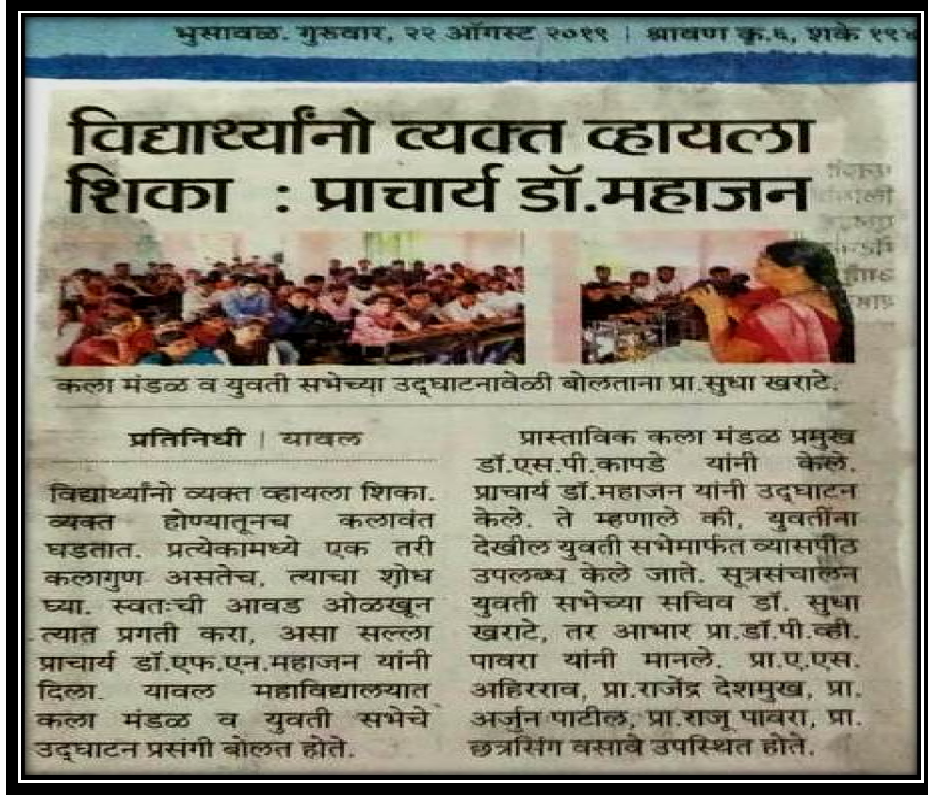 भुसावळ. गुरुवार, २२ ऑगस्ट २०१९ | श्रावण कृ.६, शके
विद्यार्थ्यांनो व्यक्त व्हायला
शिका : प्राचार्य डॉ.महाजन
कला मंडळ व युवती सभेच्या उद्घाटनावेळी बोलताना प्रा.सुधा खराटे.
प्रतिनिधी | यावल
विद्यार्थ्यांनो व्यक्त व्हायला शिका.
व्यक्त होण्यातूनच कलावंत
घडतात. प्रत्येकामध्ये एक तरी
कलागुण असतेच, त्याचा शोध
घ्या. स्वतःची आवड ओळखून
त्यात प्रगती करा, असा सल्ला
प्राचार्य डॉ.एफ.एन.महाजन यांनी
दिला. यावल महाविद्यालयात
कला मंडळ व युवती सभेचे
उद्घाटन प्रसंगी बोलत होते.
प्रास्ताविक कला मंडळ प्रमुख
डॉ.एस.पी.कापडे यांनी केले.
प्राचार्य डॉ.महाजन यांनी उद्घाटन
केले. ते म्हणाले की, युवतींना
देखील युवती सभेमार्फत व्यासपीठ
उपलब्ध केले जाते. सूत्रसंचालन
युवती सभेच्या सचिव डॉ. सुधा
खराटे, तर आभार प्रा.डॉ.पी.व्ही.
पावरा यांनी मानले. प्रा.ए.एस.
अहिरराव, प्रा.राजेंद्र देशमुख, प्रा.
अर्जुन पाटील, प्रा.राजू पावरा, प्रा.
छत्रसिंग वसावे उपस्थित होते.